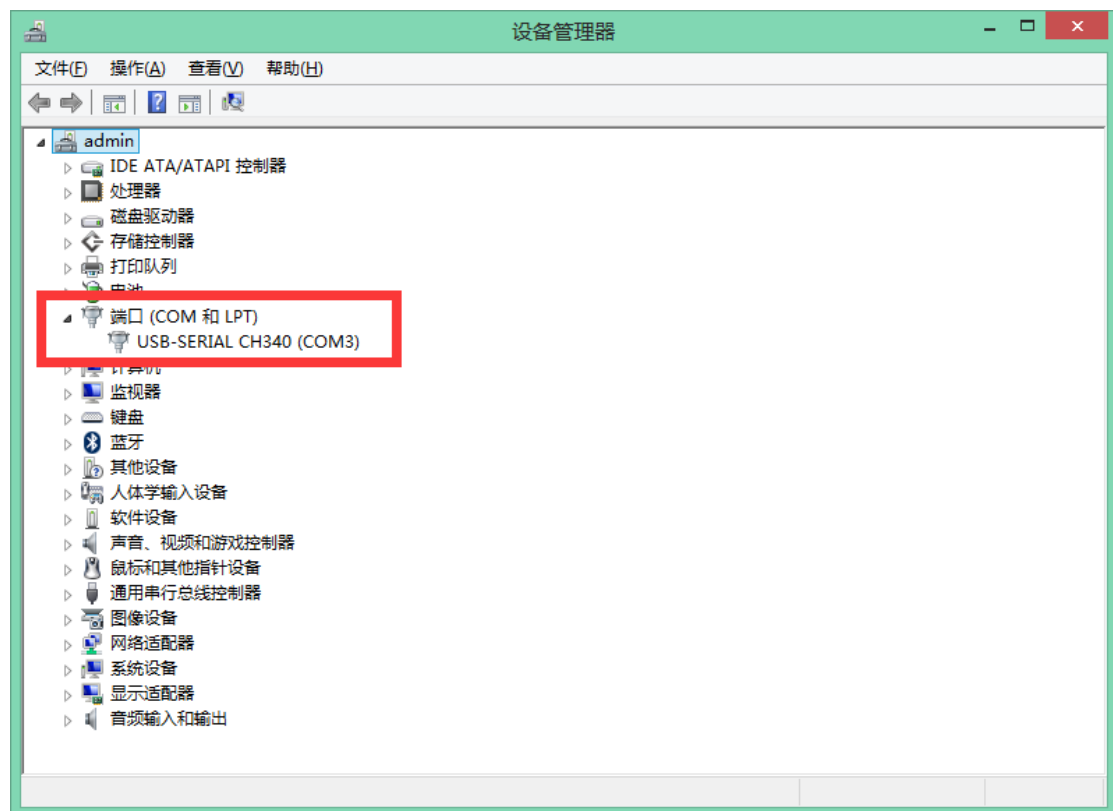 设备管理器
文件(F) 操作(A) 查看(V) 帮助(H)
admin
IDE ATA/ATAPI 控制器
处理器
磁盘驱动器
存储控制器
打印队列
电池
端口 (COM 和 LPT)
USB-SERIAL CH340 (COM3)
计算机
监视器
键盘
蓝牙
其他设备
人体学输入设备
软件设备
声音、视频和游戏控制器
鼠标和其他指针设备
通用串行总线控制器
图像设备
网络适配器
系统设备
显示适配器
音频输入和输出